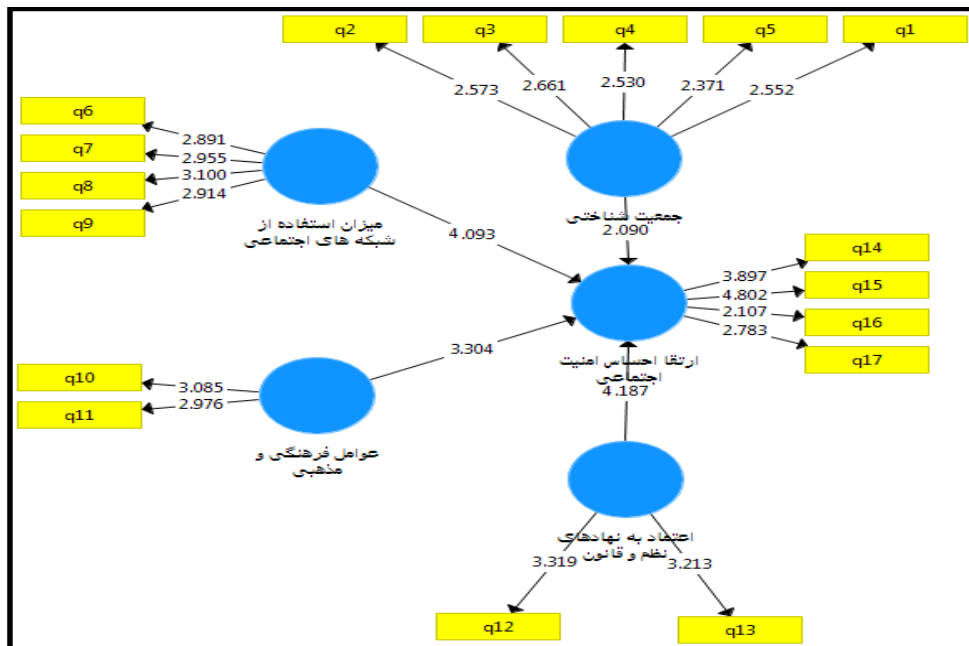 q2
q3
q4
q5
q1
2.573
2.661
2.530
2.371
2.552
q6
q7
q8
q9
2.891
2.955
3.100
2.914
میزان استفاده از
شبکه های اجتماعی
4.093
جمعیت شناختی
2.090
q14
q15
q16
q17
3.897
4.802
2.107
2.783
ارتقا احساس امنیت
اجتماعی
3.304
q10
q11
3.085
2.976
عوامل فرهنگی و
مذهبی
4.187
اعتماد به نهادهای
نظم و قانون
3.319
3.213
q12
q13